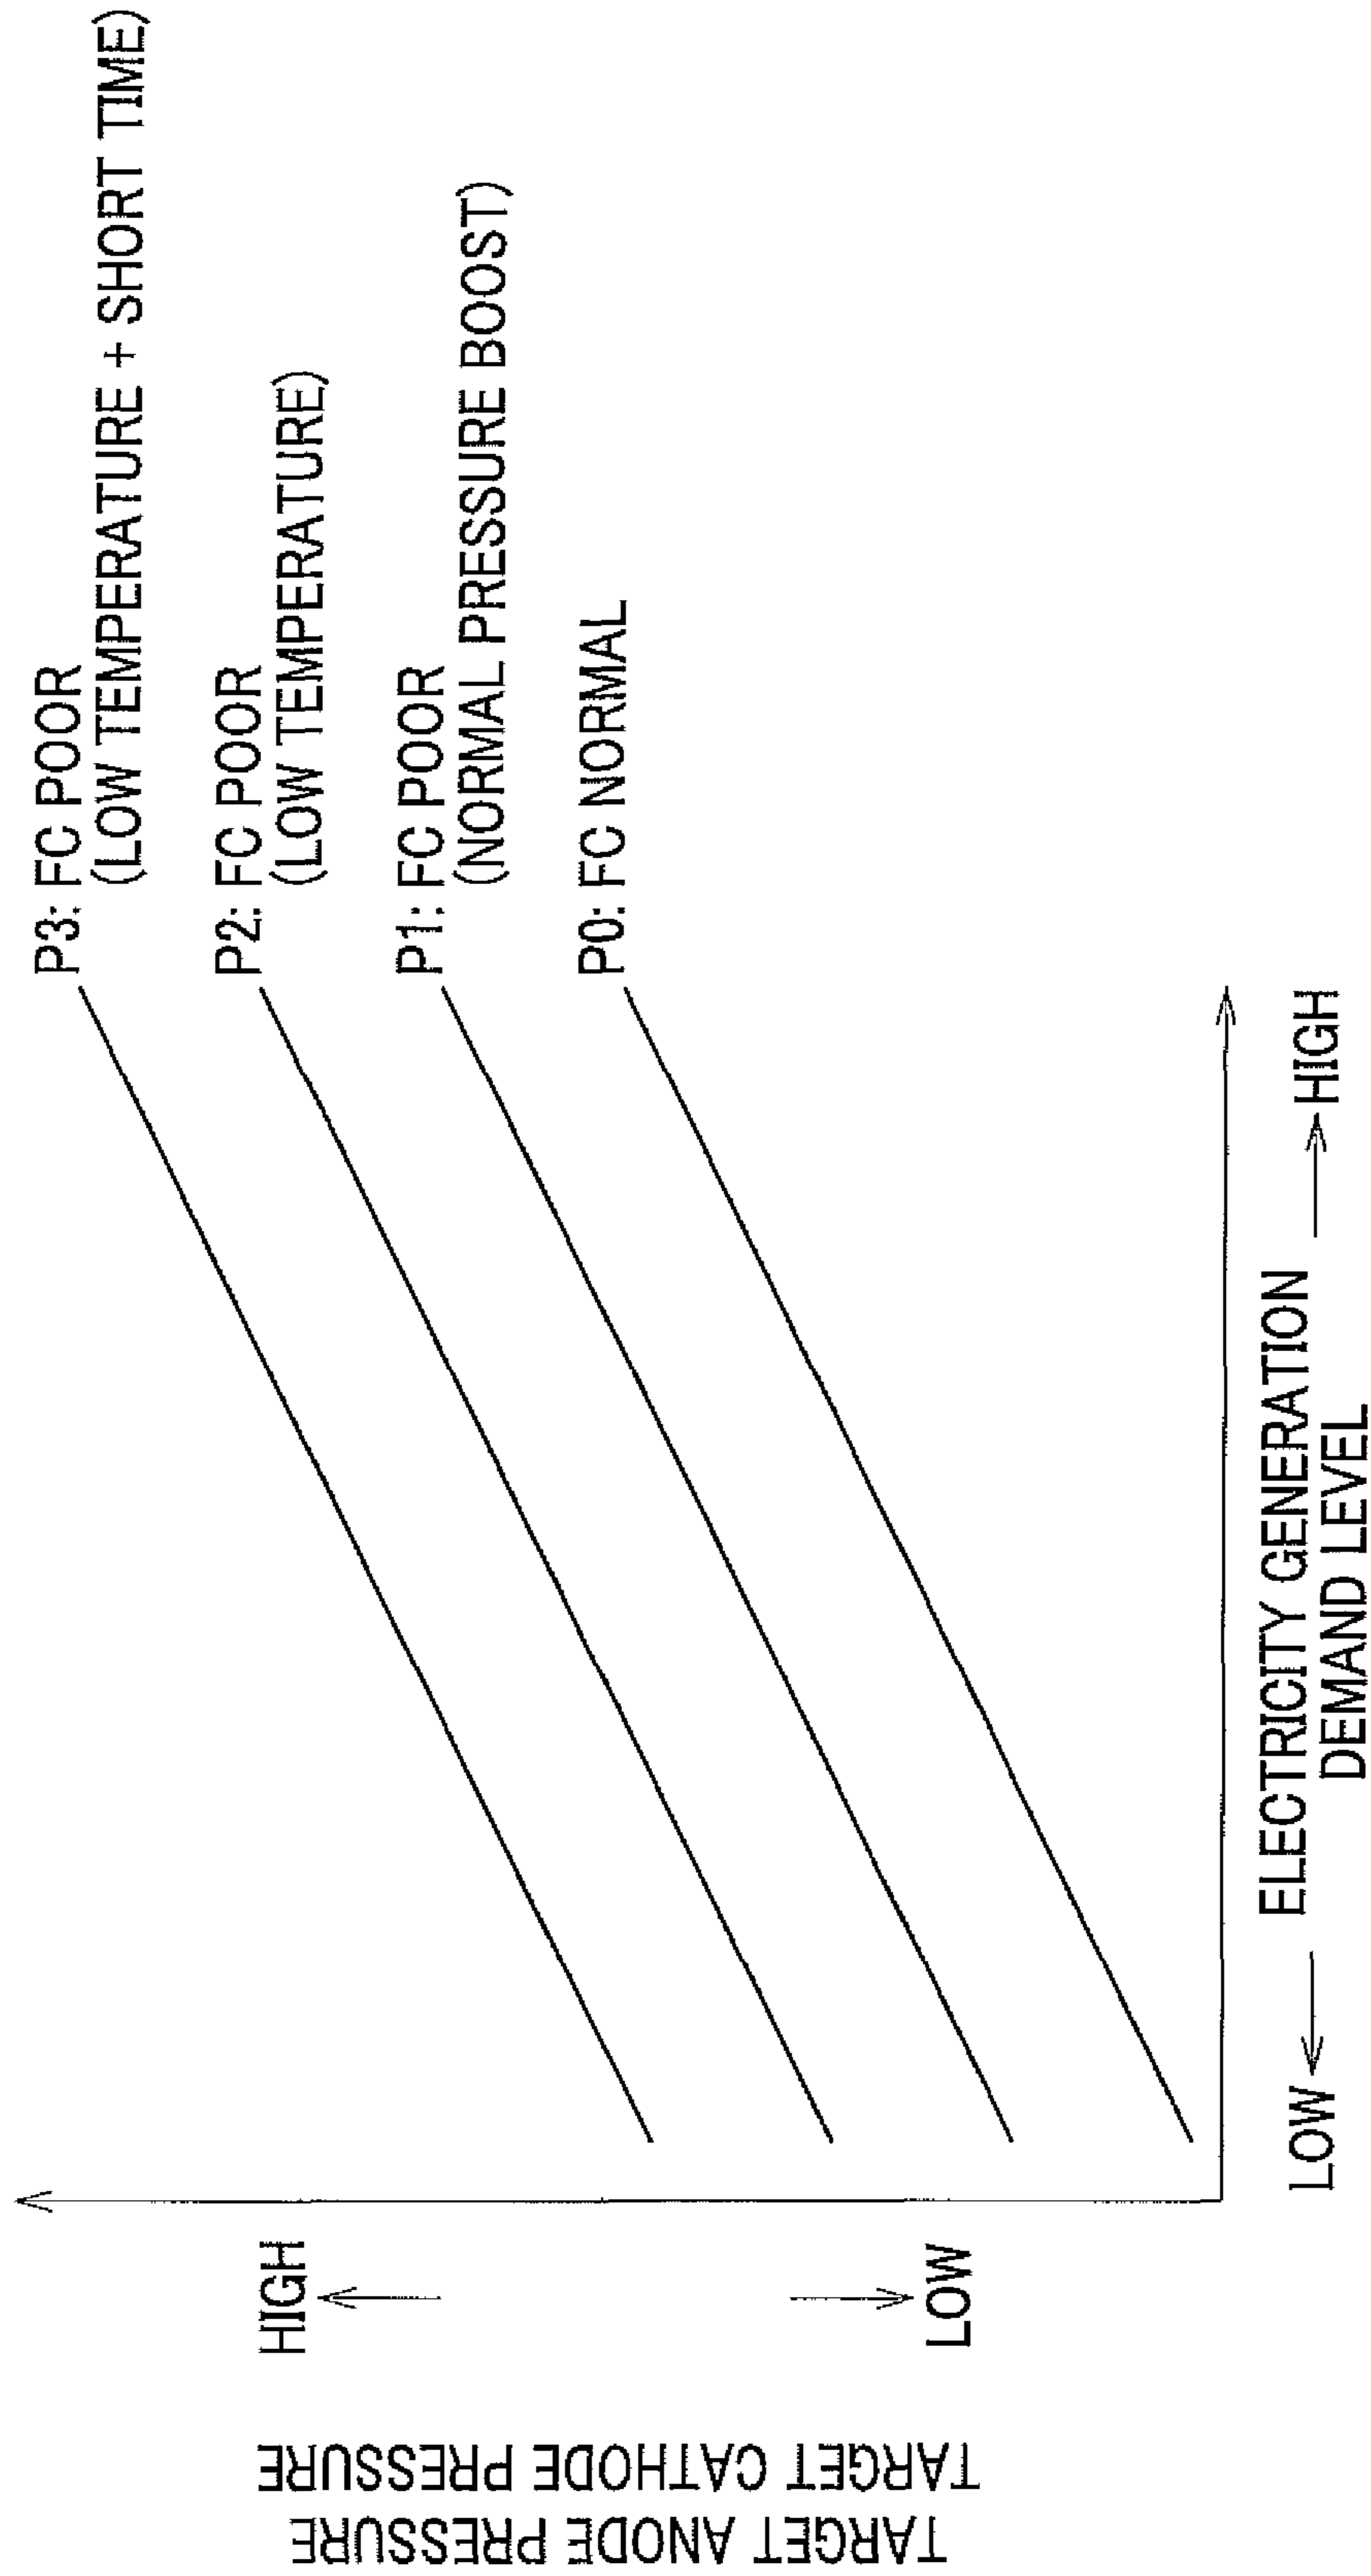 TARGET ANODE PRESSURE
TARGET CATHODE PRESSURE
HIGH
LOW
P3: FC POOR
(LOW TEMPERATURE + SHORT TIME)
P2: FC POOR
(LOW TEMPERATURE)
P1: FC POOR
(NORMAL PRESSURE BOOST)
P0: FC NORMAL
LOW
ELECTRICITY GENERATION
DEMAND LEVEL
HIGH